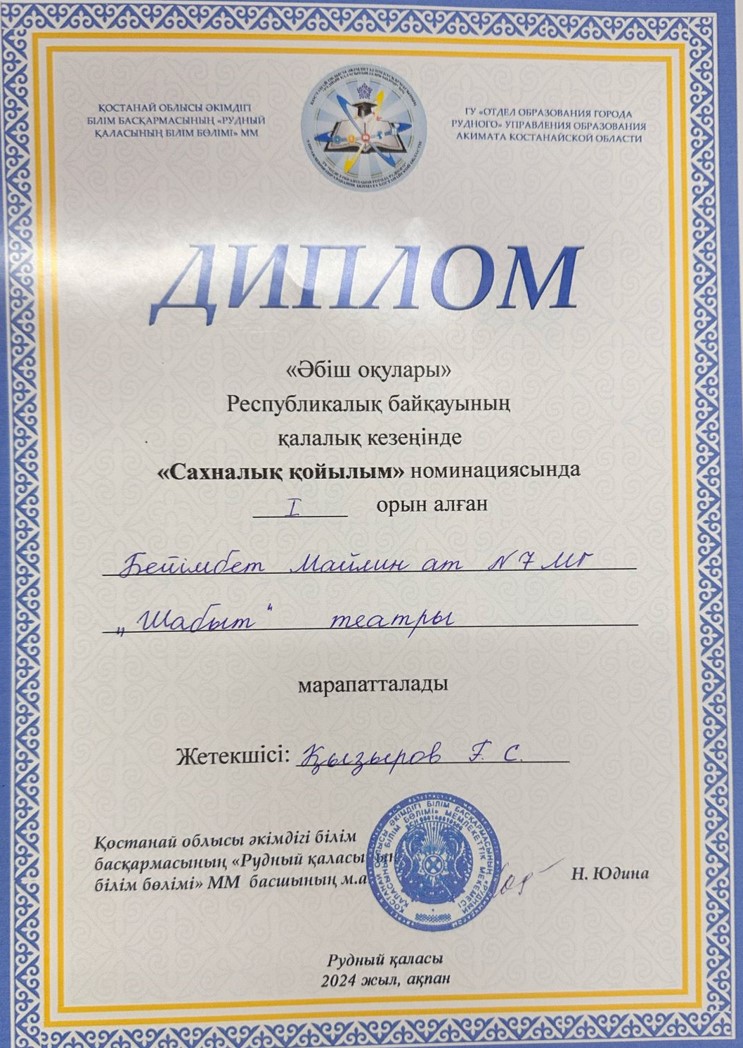 ҚОСТАНАЙ ОБЛЫСЫ ӘКІМДІГІ
БІЛІМ БАСҚАРМАСЫНЫҢ «РУДНЫЙ
ҚАЛАСЫНЫҢ БІЛІМ БӨЛІМІ» ММ
ГУ «ОТДЕЛ ОБРАЗОВАНИЯ ГОРОДА
РУДНОГО» УПРАВЛЕНИЯ ОБРАЗОВАНИЯ
АКИМАТА КОСТАНАЙСКОЙ ОБЛАСТИ
ДИПЛОМ
«Әбіш оқулары»
Республикалық байқауының
қалалық кезеңінде
«Сахналық қойылым» номинациясында
I орын алған
Бейімбет Майлин ат N7 МГ
„Шабыт" театры
марапатталады
Жетекшісі: Қызыров Ғ. С.
Қостанай облысы әкімдігі білім
басқармасының «Рудный қаласының
білім бөлімі» ММ басшының м.а
Н. Юдина
Рудный қаласы
2024 жыл, ақпан